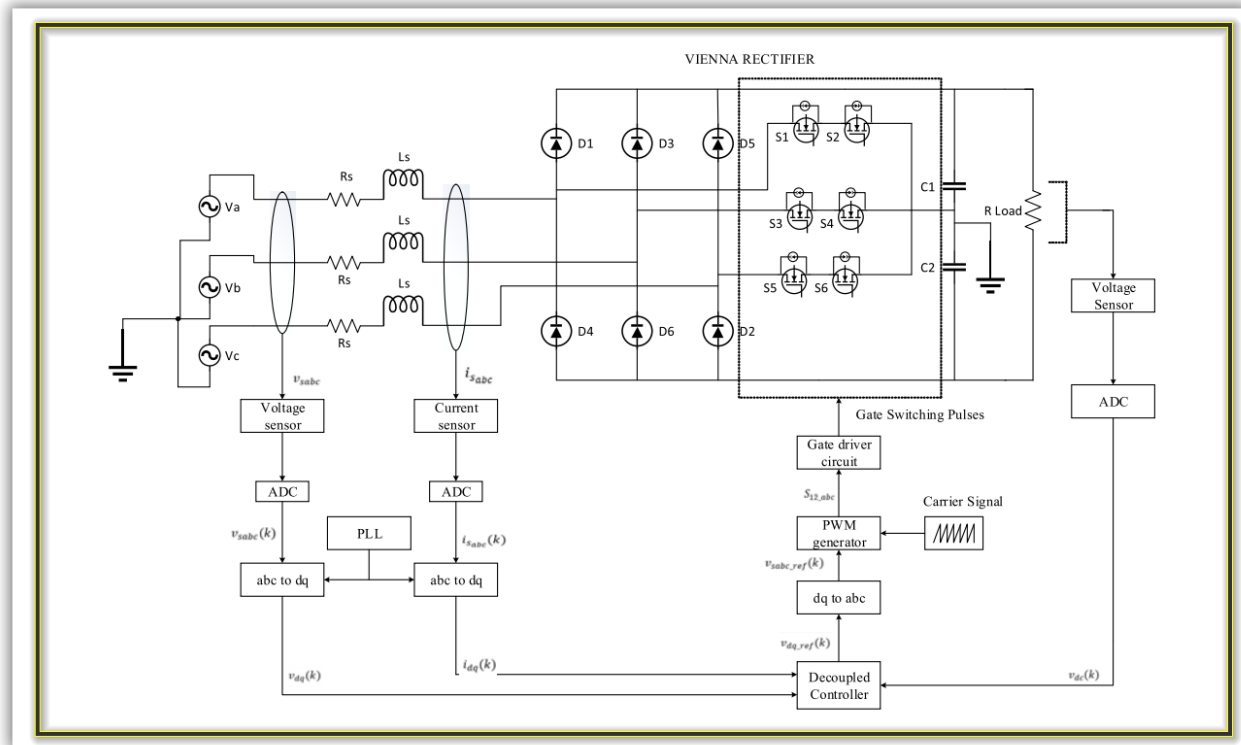 VIENNA RECTIFIER
D1
D3
D5
S1
S2
Ls
Rs
Va
C1
R Load
S3
S4
Ls
Rs
Vb
C2
S5
S6
Ls
Rs
Vc
D4
D6
D2
Voltage
Sensor
v_sabc
i_sabc
Voltage
sensor
Current
sensor
ADC
Gate Switching Pulses
Gate driver
circuit
ADC
ADC
S_12_abc
Carrier Signal
v_sabc(k)
PLL
i_sabc(k)
PWM
generator
v_sabc_ref(k)
abc to dq
abc to dq
dq to abc
v_dq_ref(k)
v_dq(k)
i_dq(k)
Decoupled
Controller
v_dc(k)